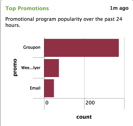 Top Promotions 1m ago
Promotional program popularity over the past 24
hours.
promo
Groupon
Wee...lyer
Email
0 200
count